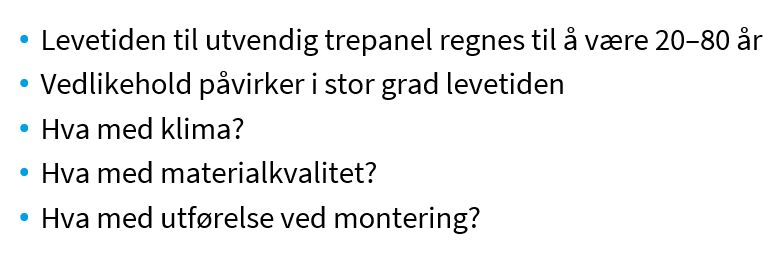 • Levetiden til utvendig trepanel regnes til å være 20–80 år
• Vedlikehold påvirker i stor grad levetiden
• Hva med klima?
• Hva med materialkvalitet?
• Hva med utførelse ved montering?